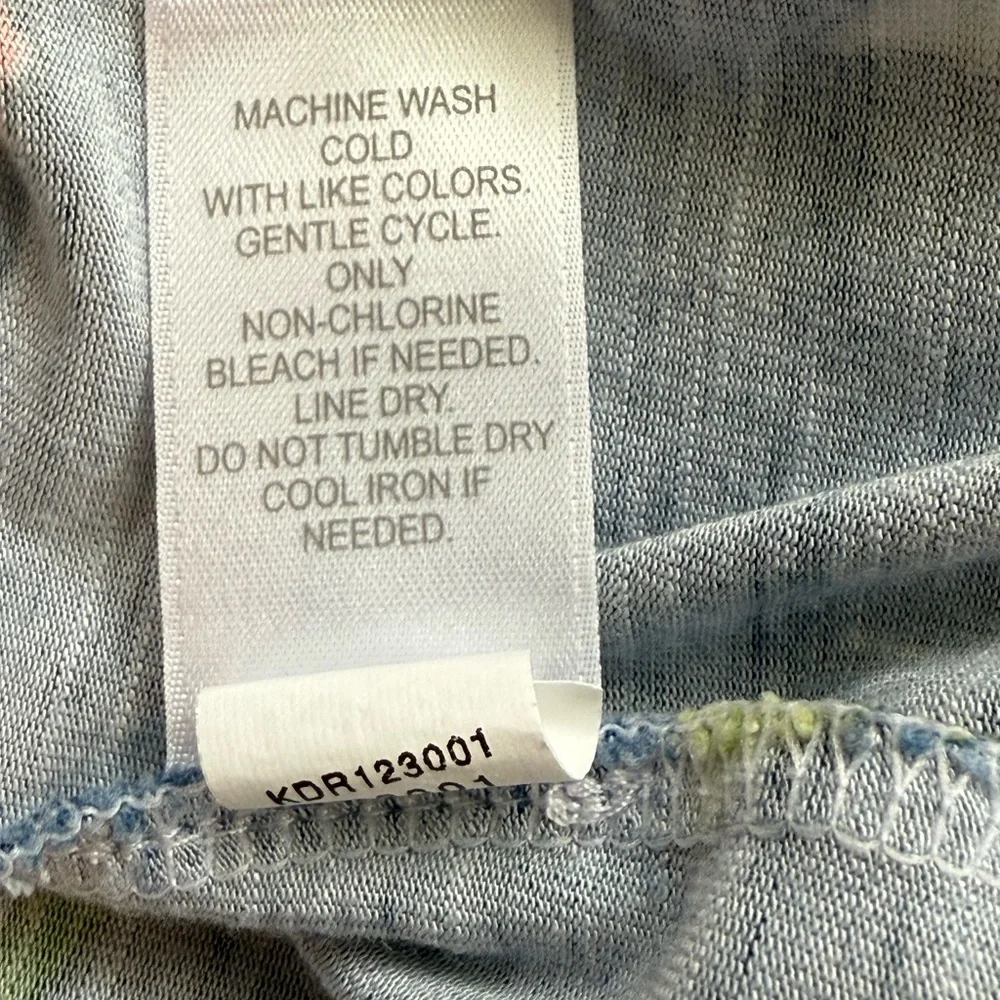 MACHINE WASH
COLD
WITH LIKE COLORS.
GENTLE CYCLE.
ONLY
NON-CHLORINE
BLEACH IF NEEDED.
LINE DRY.
DO NOT TUMBLE DRY
COOL IRON IF
NEEDED.
KDR123001